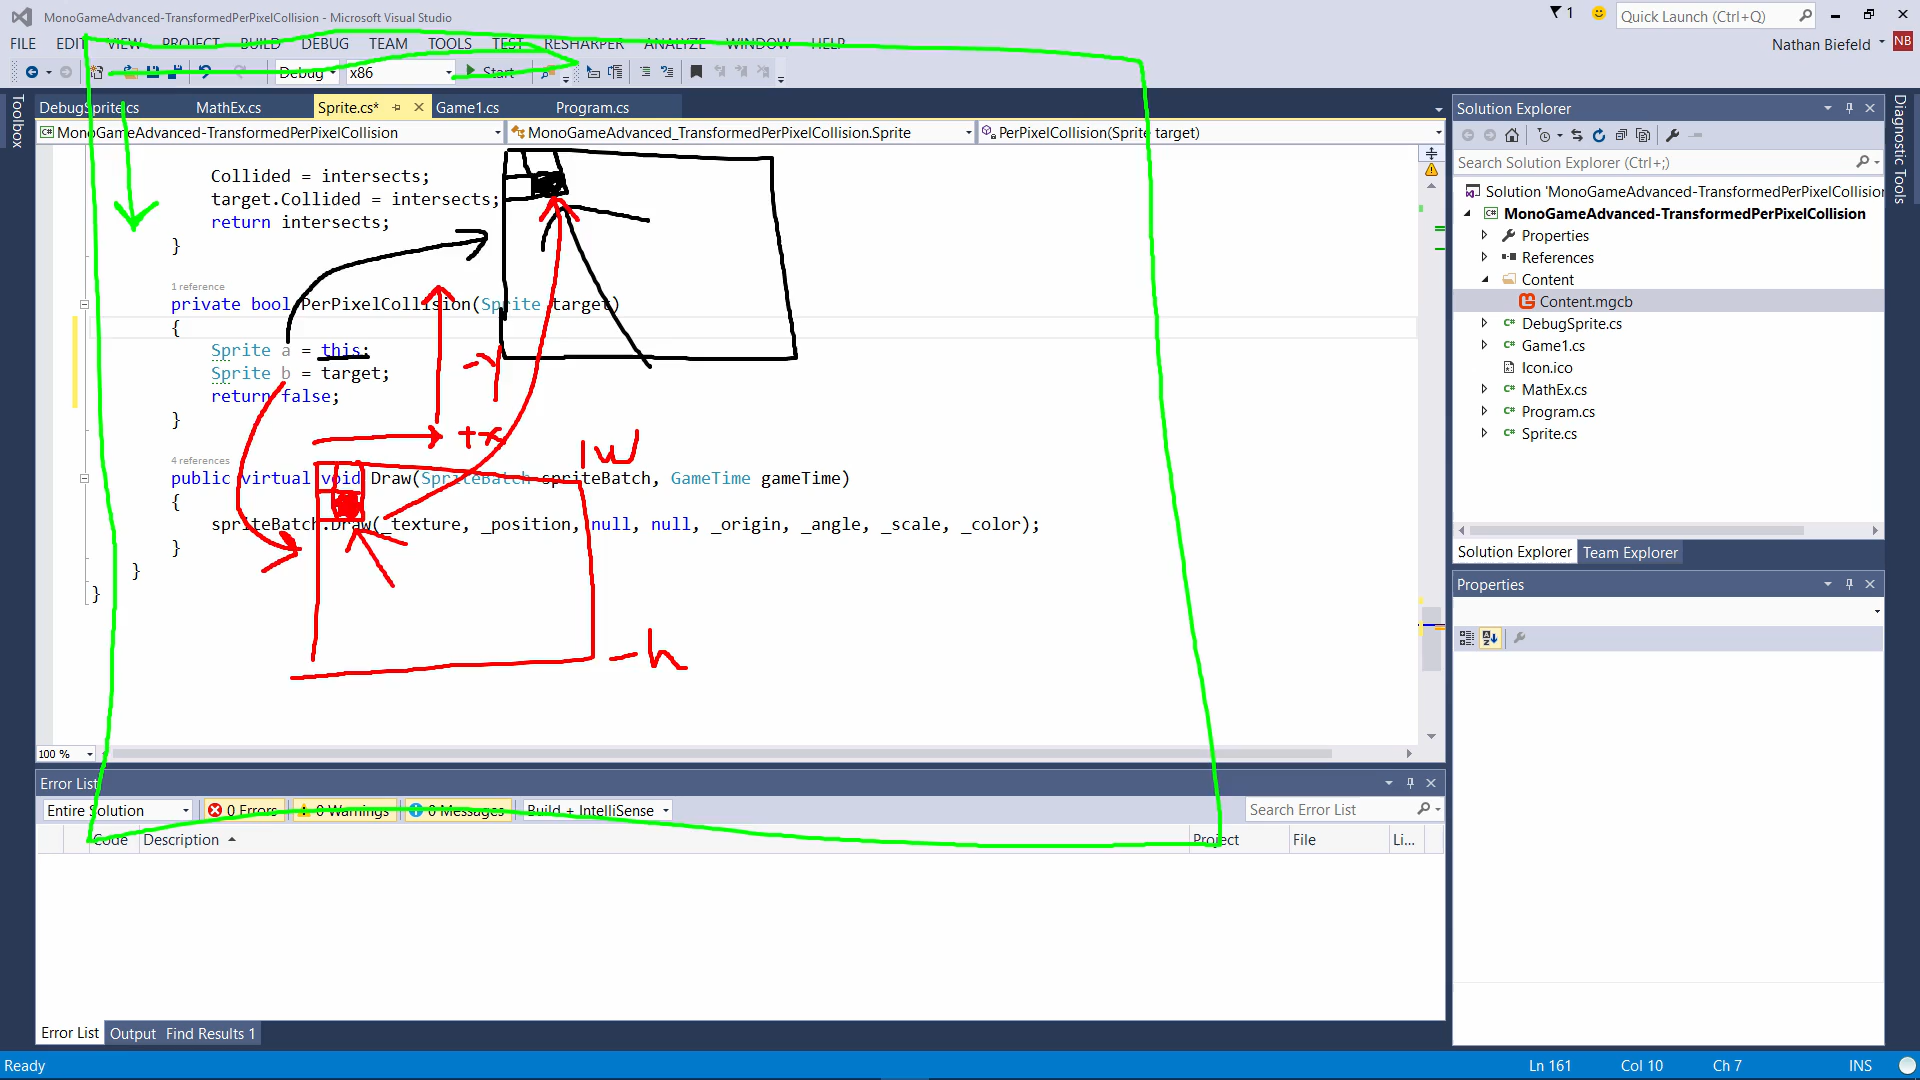 MonoGameAdvanced-TransformedPerPixelCollision - Microsoft Visual Studio
1
Quick Launch (Ctrl+Q)
FILE EDIT VIEW PROJECT BUILD DEBUG TEAM TOOLS TEST RESHARPER ANALYZE WINDOW HELP
Nathan Biefeld NB
Debug x86 Start
Toolbox
DebugSprite.cs MathEx.cs Sprite.cs* Game1.cs Program.cs
MonoGameAdvanced-TransformedPerPixelCollision MonoGameAdvanced_TransformedPerPixelCollision.Sprite PerPixelCollision(Sprite target)
Collided = intersects;
target.Collided = intersects;
return intersects;
}
1 reference
private bool PerPixelCollision(Sprite target)
{
Sprite a = this;
Sprite b = target;
return false;
}
-y
+x
w
4 references
public virtual void Draw(SpriteBatch spriteBatch, GameTime gameTime)
{
spriteBatch.Draw(_texture, _position, null, null, _origin, _angle, _scale, _color);
}
}
}
-h
100 %
Error List
Entire Solution 0 Errors 0 Warnings 0 Messages Build + IntelliSense Search Error List
Code Description Project File Li...
Error List Output Find Results 1
Solution Explorer
Search Solution Explorer (Ctrl+;)
Solution 'MonoGameAdvanced-TransformedPerPixelCollision
C# MonoGameAdvanced-TransformedPerPixelCollision
Properties
References
Content
Content.mgcb
C# DebugSprite.cs
C# Game1.cs
Icon.ico
C# MathEx.cs
C# Program.cs
C# Sprite.cs
Solution Explorer Team Explorer
Properties
Diagnostic Tools
Ready Ln 161 Col 10 Ch 7 INS